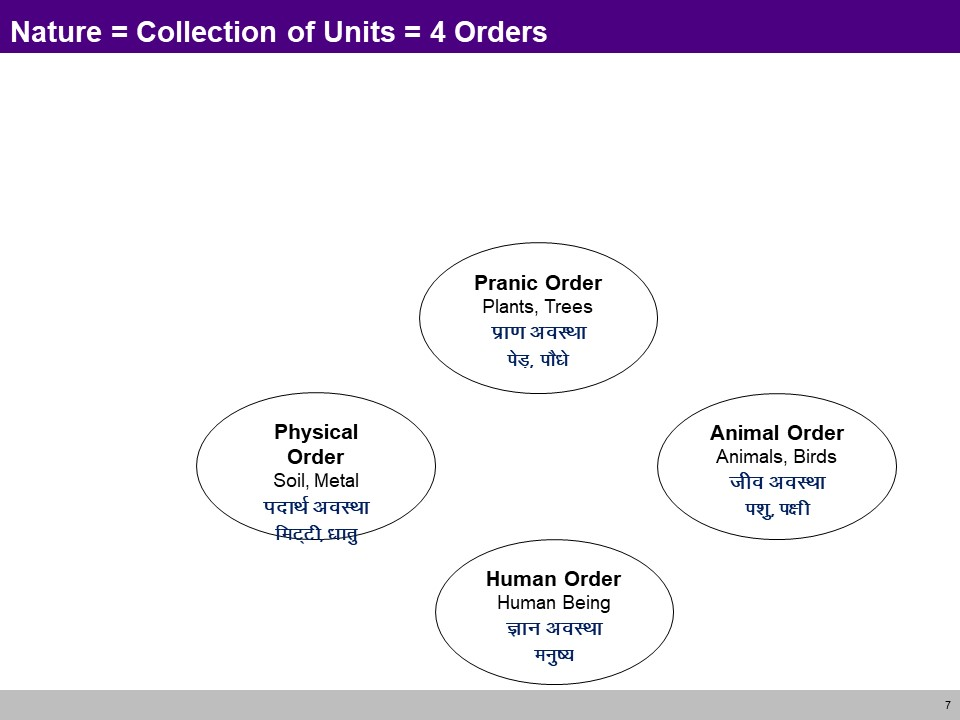 Nature = Collection of Units = 4 Orders
Pranic Order
Plants, Trees
प्राण अवस्था
पेड़, पौधे
Physical
Order
Soil, Metal
पदार्थ अवस्था
मिट्टी, धातु
Animal Order
Animals, Birds
जीव अवस्था
पशु, पक्षी
Human Order
Human Being
ज्ञान अवस्था
मनुष्य
7